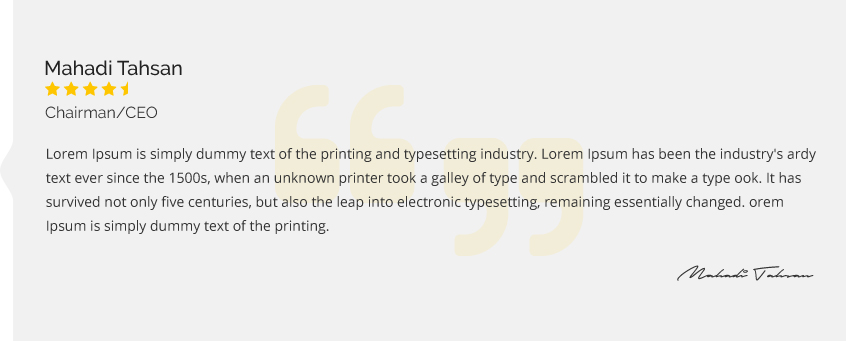 Mahadi Tahsan
Chairman/CEO
Lorem Ipsum is simply dummy text of the printing and typesetting industry. Lorem Ipsum has been the industry's ardy
text ever since the 1500s, when an unknown printer took a galley of type and scrambled it to make a type ook. It has
survived not only five centuries, but also the leap into electronic typesetting, remaining essentially changed. orem
Ipsum is simply dummy text of the printing.
Mahadi Tahsan